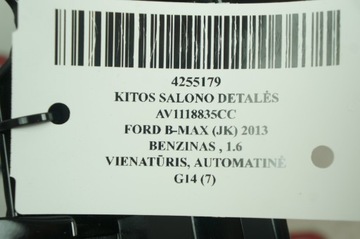 4255179
KITOS SALONO DETALĖS
AV1118835CC
FORD B-MAX (JK) 2013
BENZINAS , 1.6
VIENATŪRIS, AUTOMATINĖ
G14 (7)